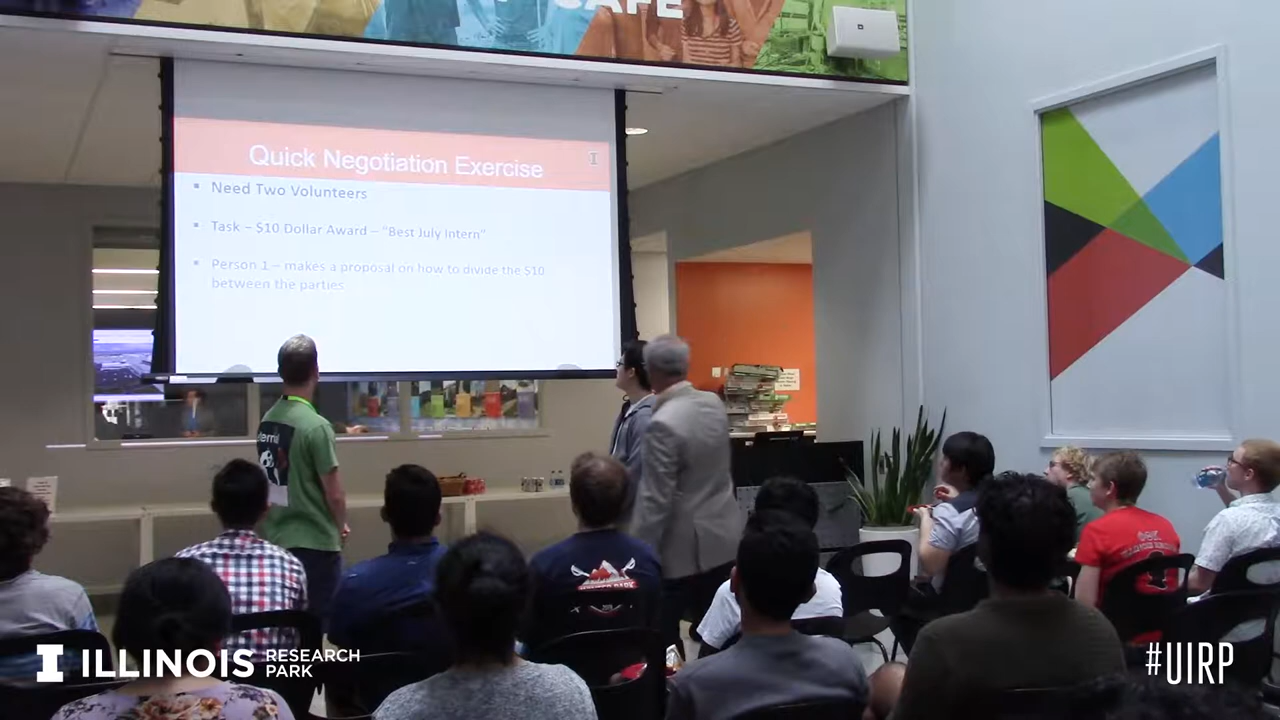 CAFE
Quick Negotiation Exercise
I
▪ Need Two Volunteers
▪ Task – $10 Dollar Award – “Best July Intern”
▪ Person 1 – makes a proposal on how to divide the $10
between the parties
I ILLINOIS RESEARCH
PARK
#UIRP